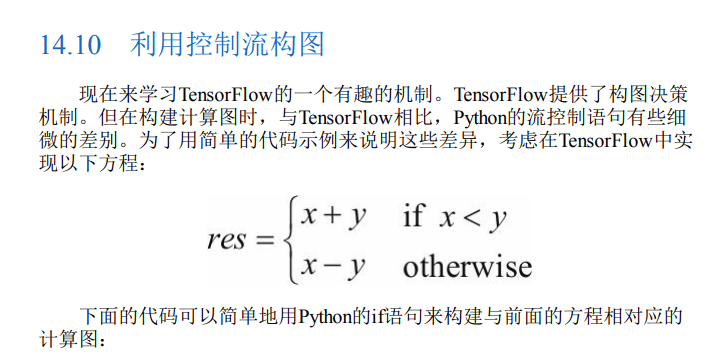 14.10 利用控制流构图
现在来学习TensorFlow的一个有趣的机制。TensorFlow提供了构图决策
机制。但在构建计算图时，与TensorFlow相比，Python的流控制语句有些细
微的差别。为了用简单的代码示例来说明这些差异，考虑在TensorFlow中实
现以下方程：
res = { x + y if x < y
x − y otherwise
下面的代码可以简单地用Python的if语句来构建与前面的方程相对应的
计算图：